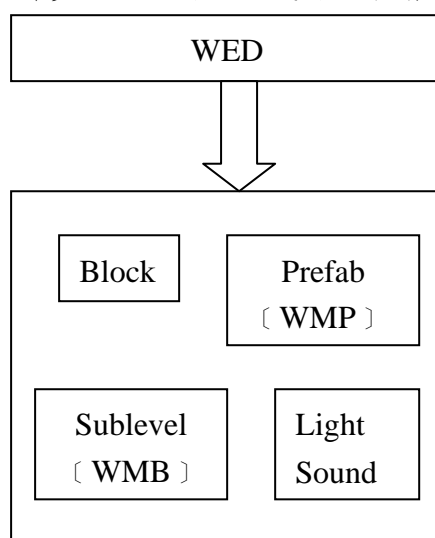 WED
Block
Prefab
〔WMP〕
Sublevel
〔WMB〕
Light
Sound